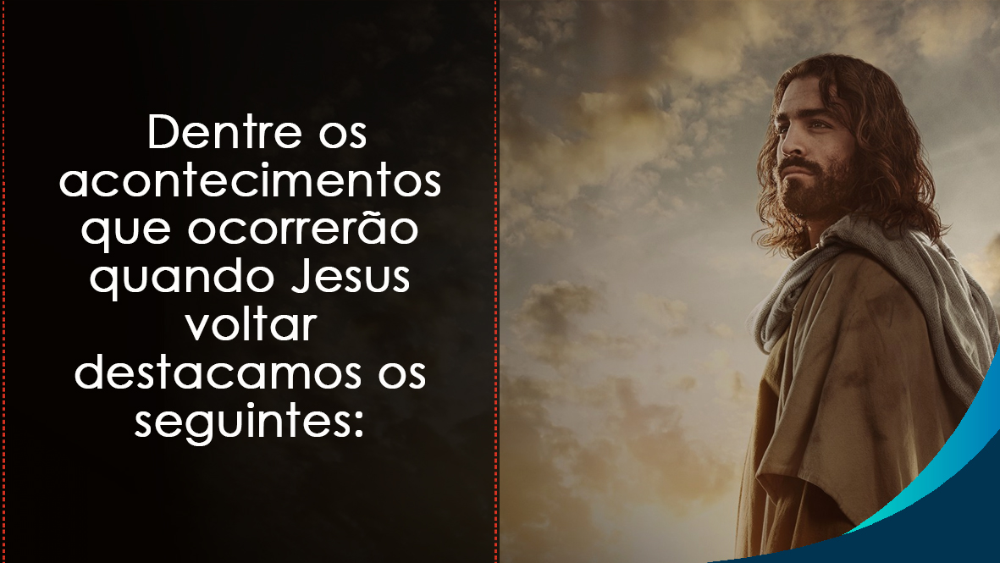 Dentre os
acontecimentos
que ocorrerão
quando Jesus
voltar
destacamos os
seguintes: